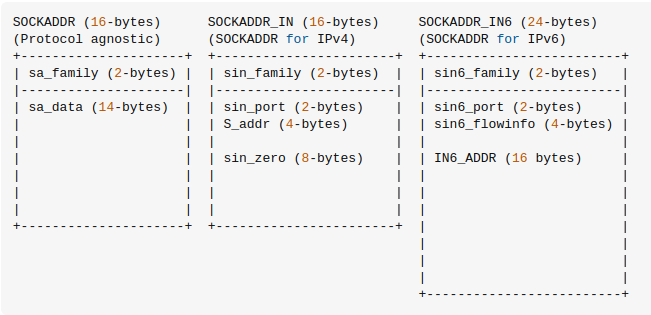 SOCKADDR (16-bytes)
(Protocol agnostic)
sa_family (2-bytes)
sa_data (14-bytes)
SOCKADDR_IN (16-bytes)
(SOCKADDR for IPv4)
sin_family (2-bytes)
sin_port (2-bytes)
S_addr (4-bytes)
sin_zero (8-bytes)
SOCKADDR_IN6 (24-bytes)
(SOCKADDR for IPv6)
sin6_family (2-bytes)
sin6_port (2-bytes)
sin6_flowinfo (4-bytes)
IN6_ADDR (16 bytes)